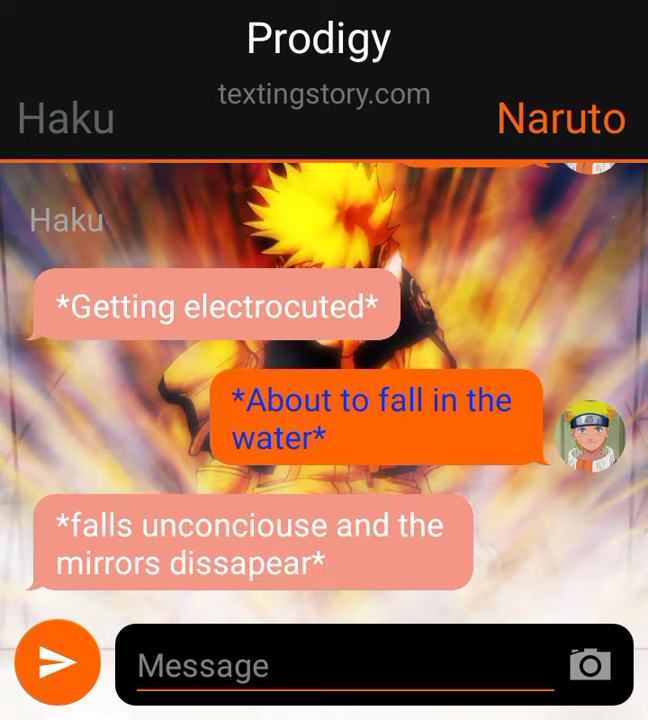 Prodigy
textingstory.com
Haku
Naruto
Haku
*Getting electrocuted*
*About to fall in the
water*
*falls unconciouse and the
mirrors dissapear*
Message